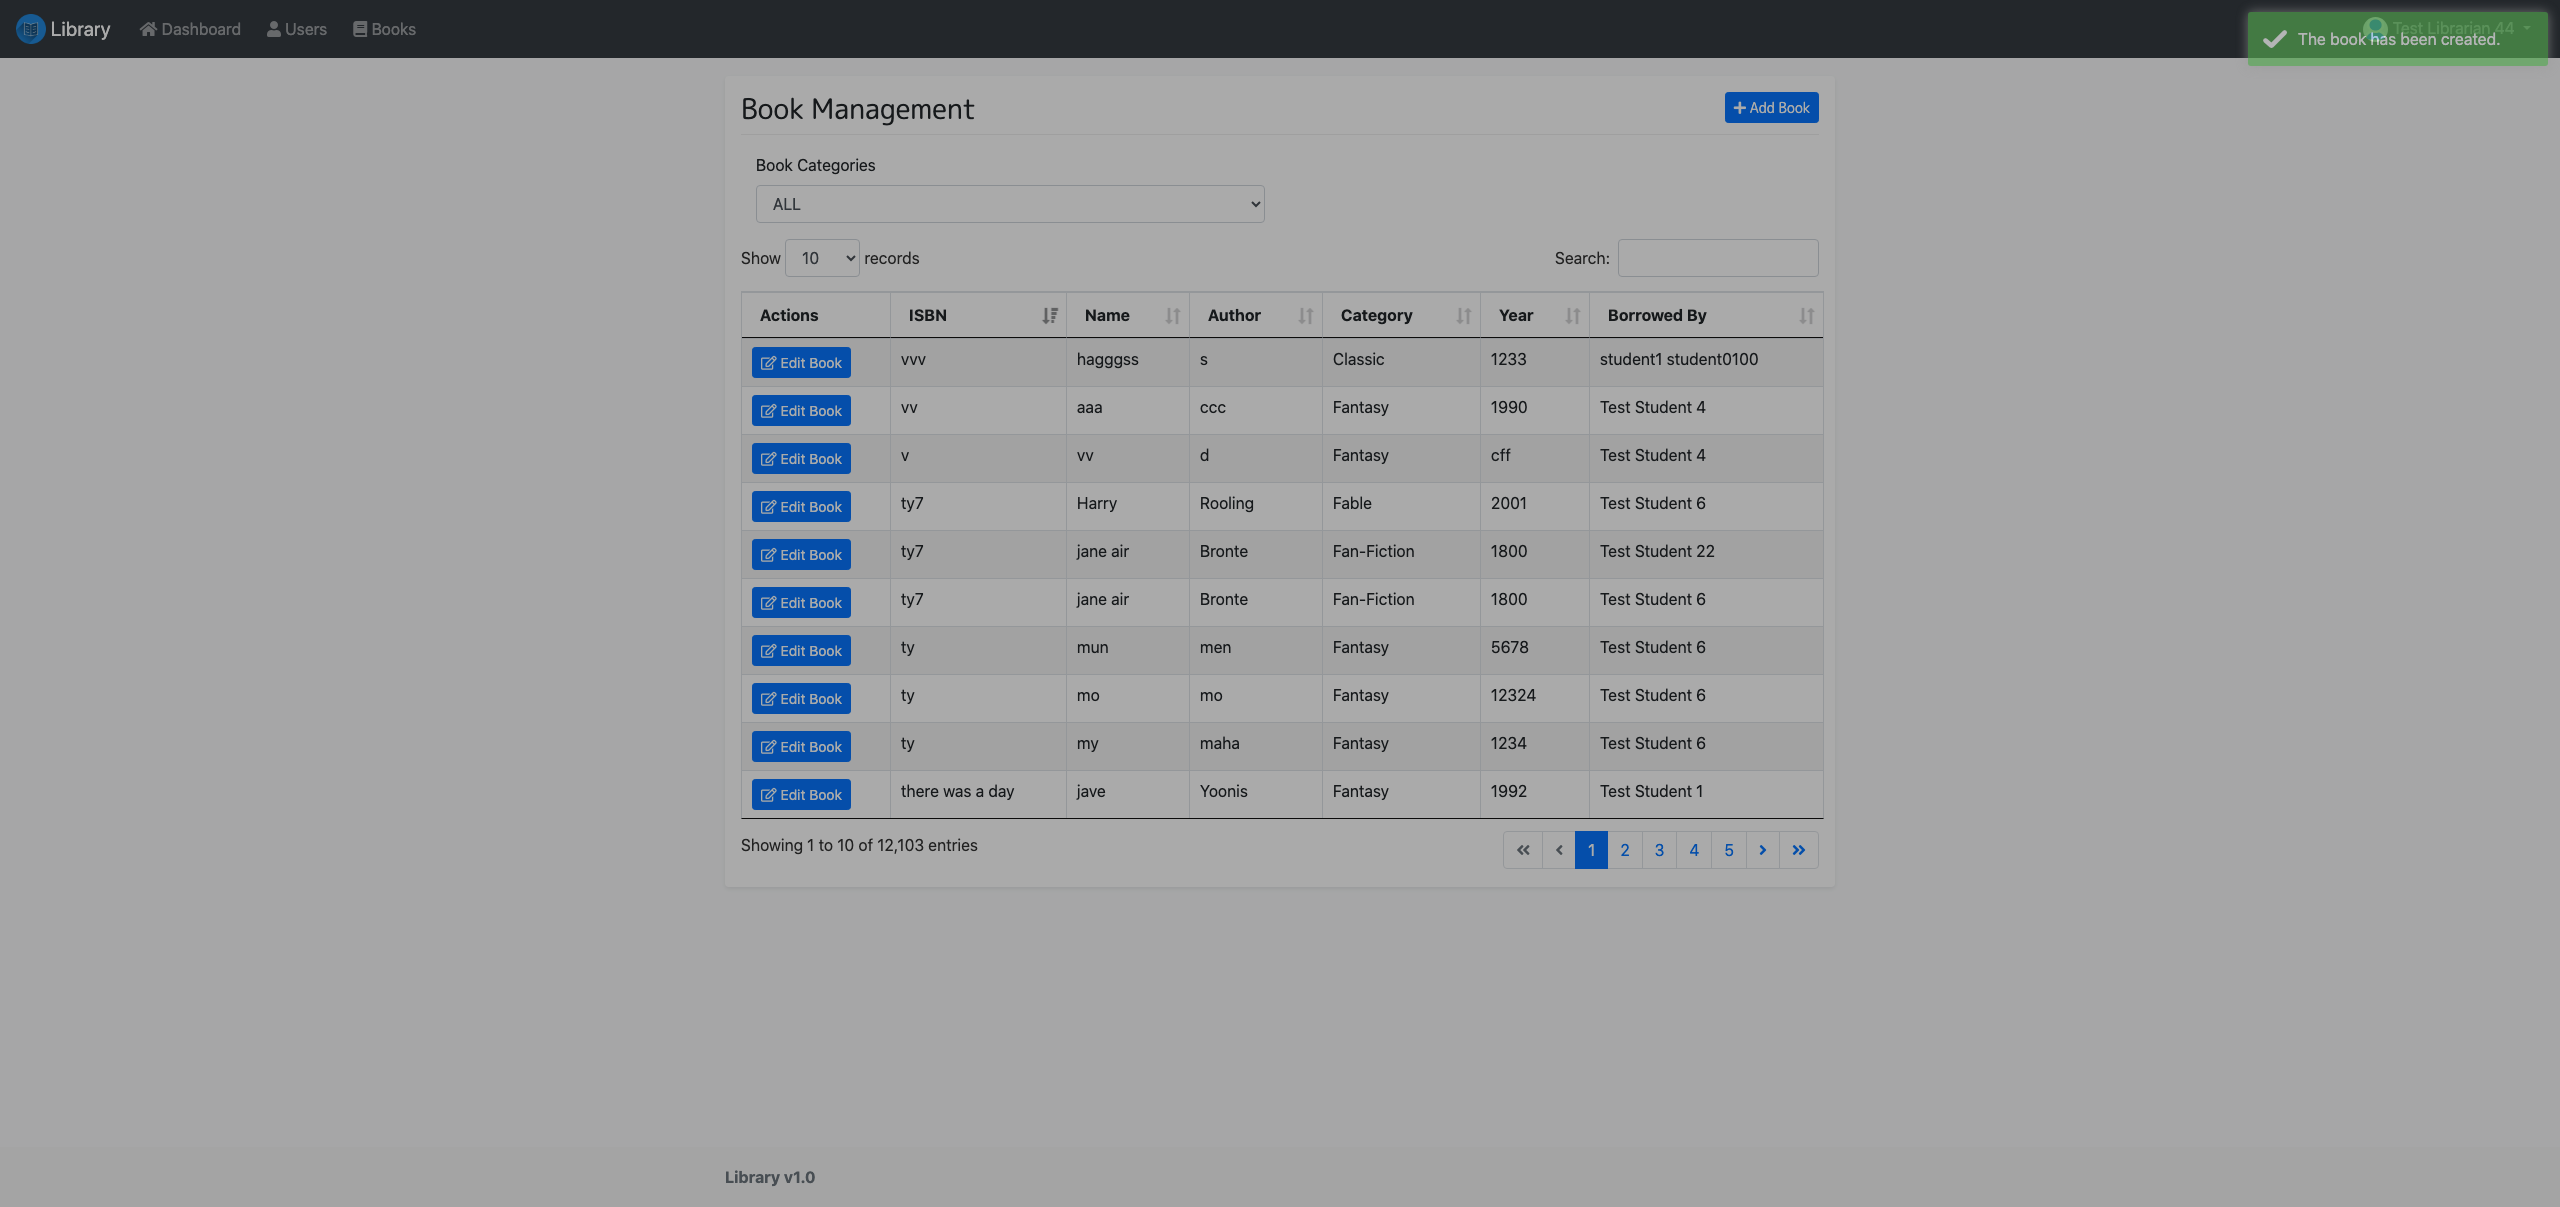 Library Dashboard Users Books Test Librarian 44
The book has been created.
Book Management + Add Book
Book Categories
ALL
Show 10 records Search:
Actions ISBN Name Author Category Year Borrowed By
Edit Book vvv hagggss s Classic 1233 student1 student0100
Edit Book vv aaa ccc Fantasy 1990 Test Student 4
Edit Book v vv d Fantasy cff Test Student 4
Edit Book ty7 Harry Rooling Fable 2001 Test Student 6
Edit Book ty7 jane air Bronte Fan-Fiction 1800 Test Student 22
Edit Book ty7 jane air Bronte Fan-Fiction 1800 Test Student 6
Edit Book ty mun men Fantasy 5678 Test Student 6
Edit Book ty mo mo Fantasy 12324 Test Student 6
Edit Book ty my maha Fantasy 1234 Test Student 6
Edit Book there was a day jave Yoonis Fantasy 1992 Test Student 1
Showing 1 to 10 of 12,103 entries « ‹ 1 2 3 4 5 › »
Library v1.0